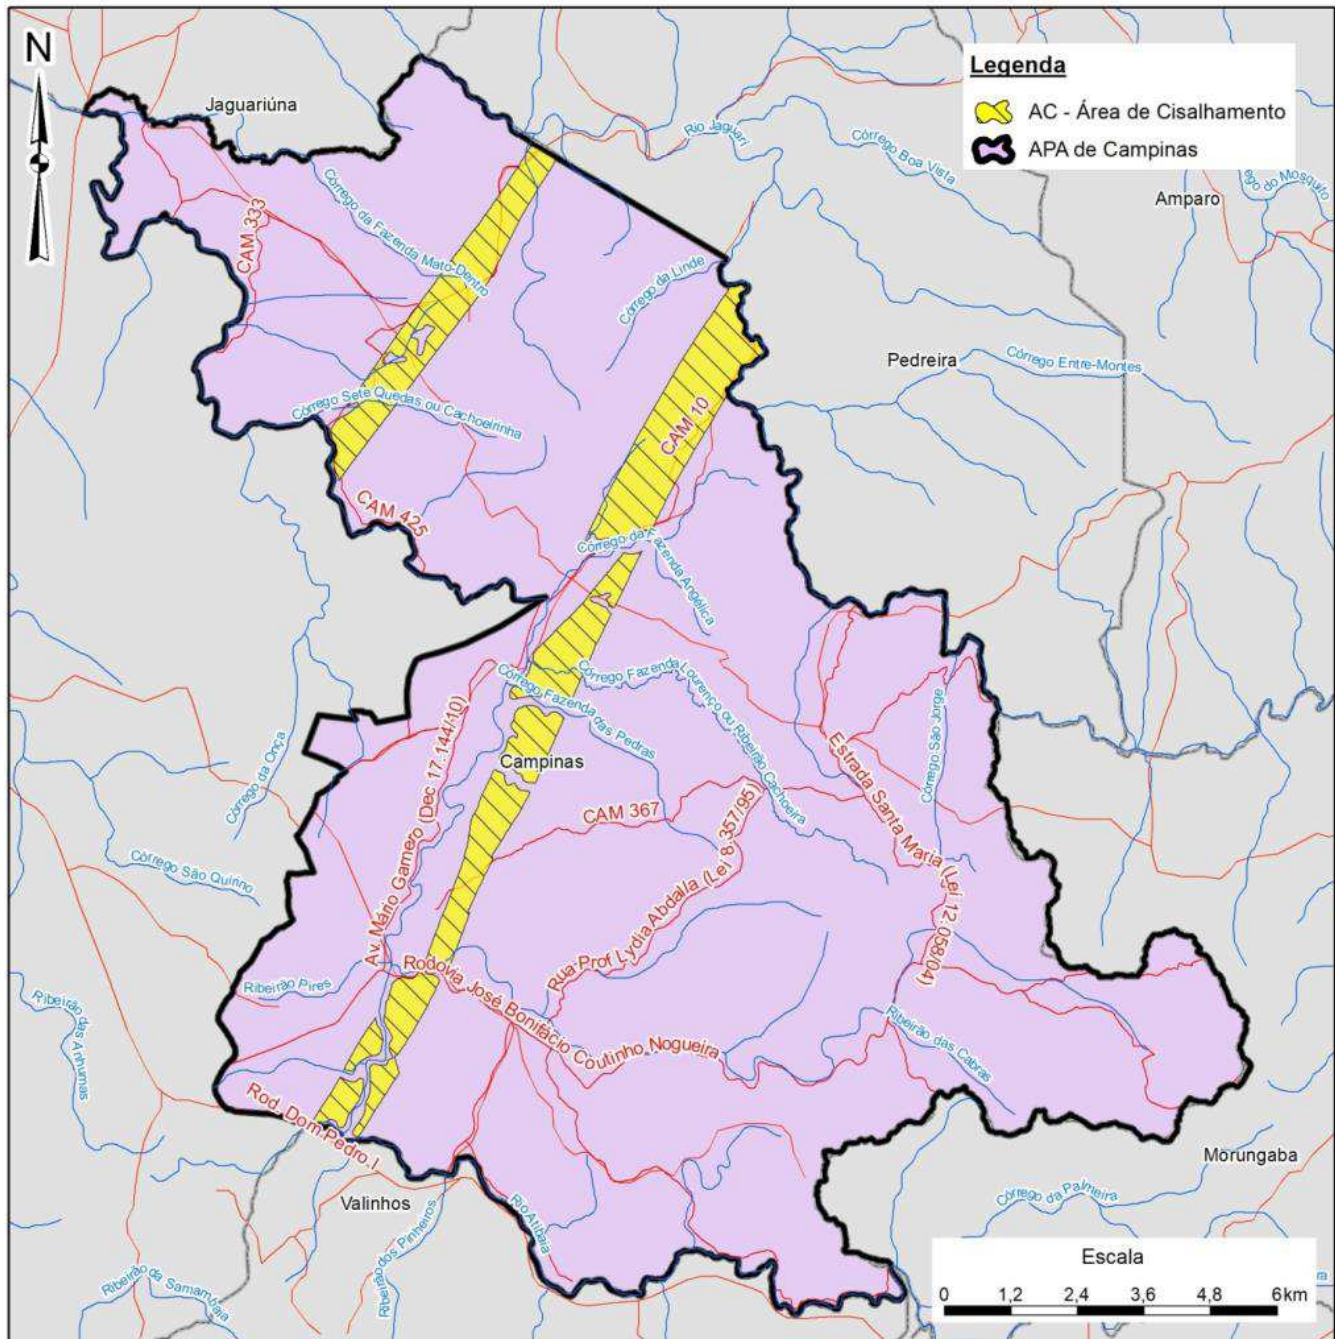 N
Legenda
AC - Área de Cisalhamento
APA de Campinas
Jaguariúna
Rio Jaguari
Córrego Boa Vista
Amparo
ego do Mosquito
CAM 333
Córrego da Fazenda Mato-Dentro
Córrego da Linde
Pedreira
Córrego Entre-Montes
Córrego Sete Quedas ou Cachoeirinha
CAM 10
CAM 425
Córrego da Fazenda Angélica
Córrego Fazenda Lourenço ou Ribeirão Cachoeira
Córrego Fazenda das Pedras
Córrego São Jorge
Córrego da Onça
Av. Mário Garnero (Dec. 17.144/10)
Campinas
Estrada Santa Maria (Lei 12.058/04)
CAM 367
Rua Prof Lydia Abdalla (Lei 8.357/95)
Córrego São Quirino
Ribeirão Pires
Rodovia José Bonifácio Coutinho Nogueira
Ribeirão das Anhumas
Ribeirão das Cabras
Rod. Dom Pedro I
Morungaba
Valinhos
Córrego da Palmeira
Rio Atibaia
Ribeirão dos Pinheiros
Ribeirão da Samambaia
Escala
0 1,2 2,4 3,6 4,8 6 km